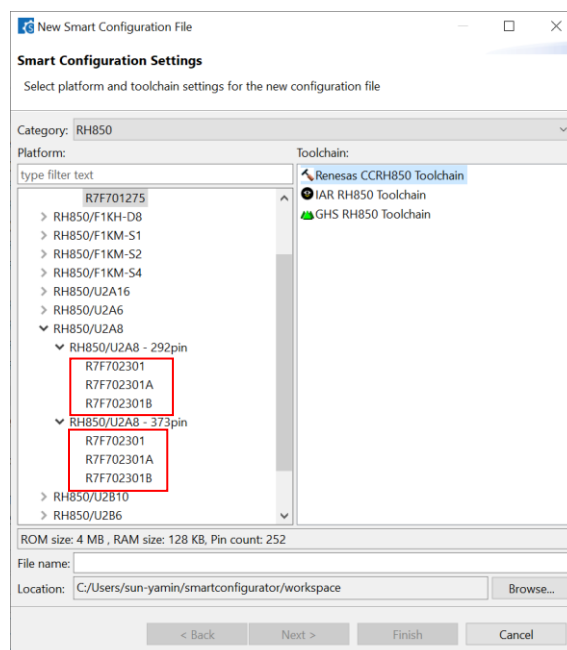 New Smart Configuration File
Smart Configuration Settings
Select platform and toolchain settings for the new configuration file
Category: RH850
Platform:
Toolchain:
type filter text
R7F701275
RH850/F1KH-D8
RH850/F1KM-S1
RH850/F1KM-S2
RH850/F1KM-S4
RH850/U2A16
RH850/U2A6
RH850/U2A8
RH850/U2A8 - 292pin
R7F702301
R7F702301A
R7F702301B
RH850/U2A8 - 373pin
R7F702301
R7F702301A
R7F702301B
RH850/U2B10
RH850/U2B6
Renesas CCRH850 Toolchain
IAR RH850 Toolchain
GHS RH850 Toolchain
ROM size: 4 MB , RAM size: 128 KB, Pin count: 252
File name:
Location: C:/Users/sun-yamin/smartconfigurator/workspace Browse...
< Back Next > Finish Cancel